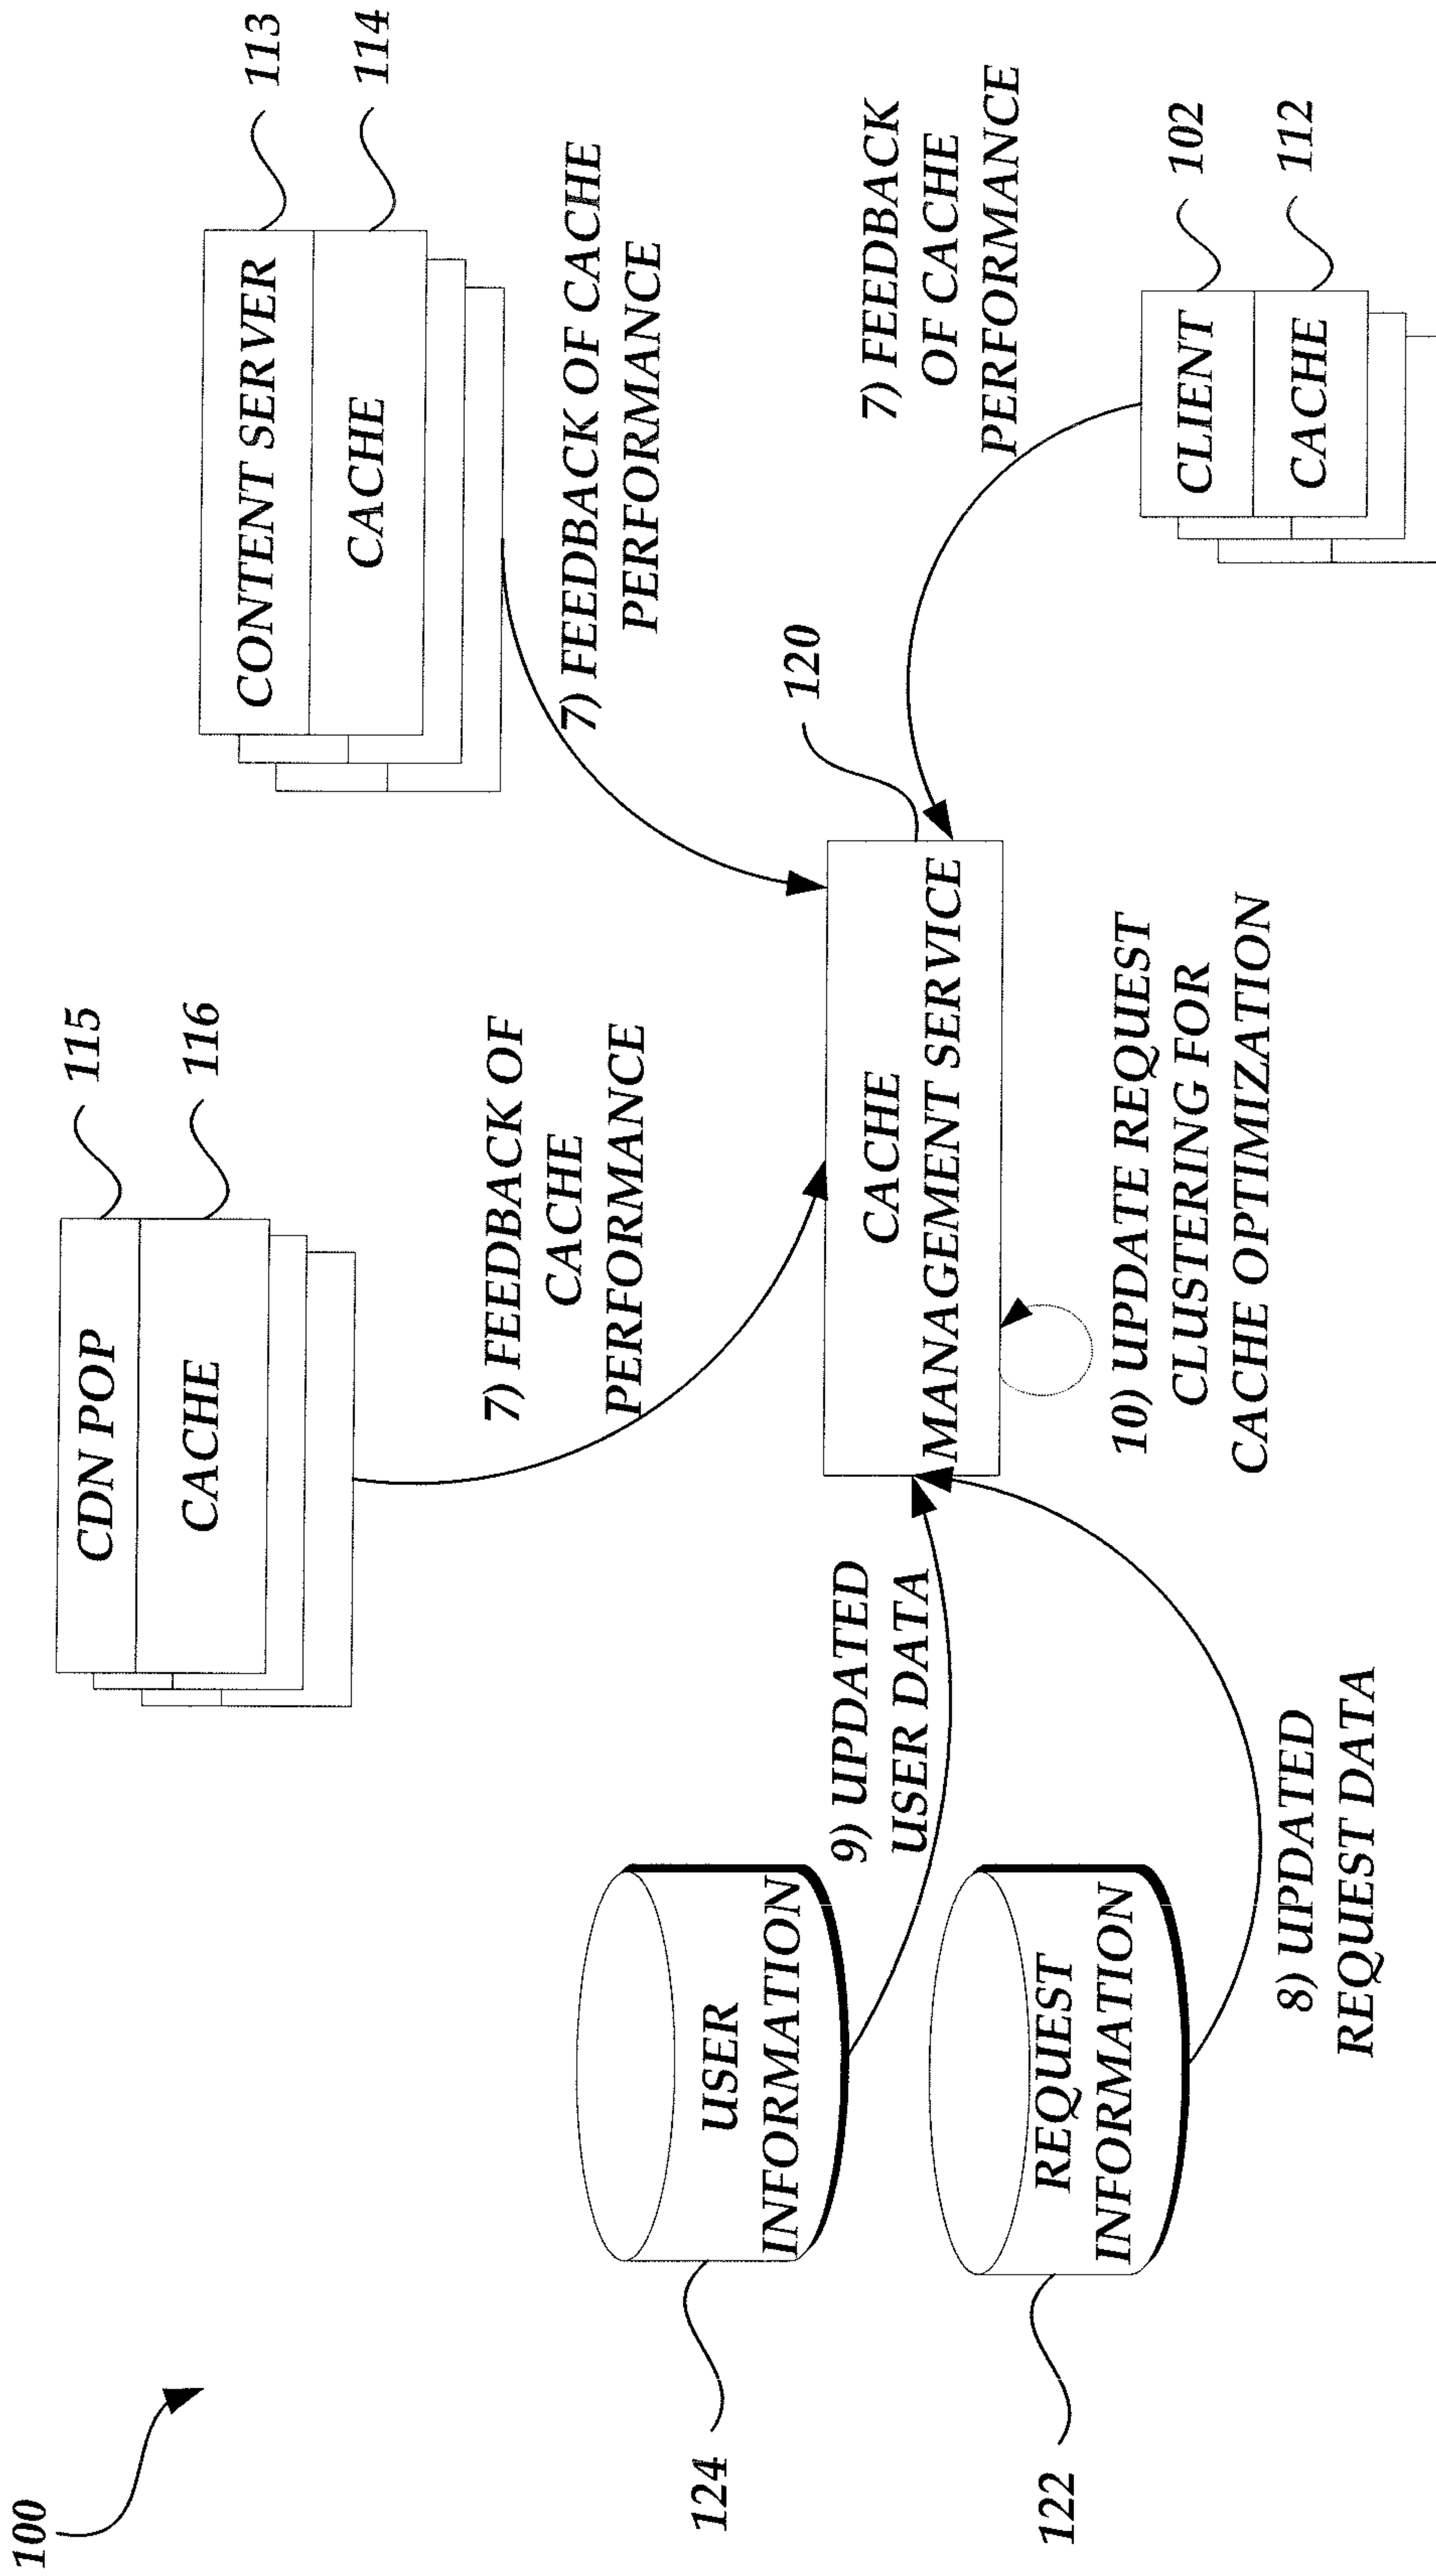 100
CDN POP
CACHE
115
116
CONTENT SERVER
CACHE
113
114
7) FEEDBACK OF
CACHE
PERFORMANCE
7) FEEDBACK OF CACHE
PERFORMANCE
USER
INFORMATION
124
9) UPDATED
USER DATA
CACHE
MANAGEMENT SERVICE
120
7) FEEDBACK
OF CACHE
PERFORMANCE
REQUEST
INFORMATION
122
8) UPDATED
REQUEST DATA
10) UPDATE REQUEST
CLUSTERING FOR
CACHE OPTIMIZATION
CLIENT
CACHE
102
112